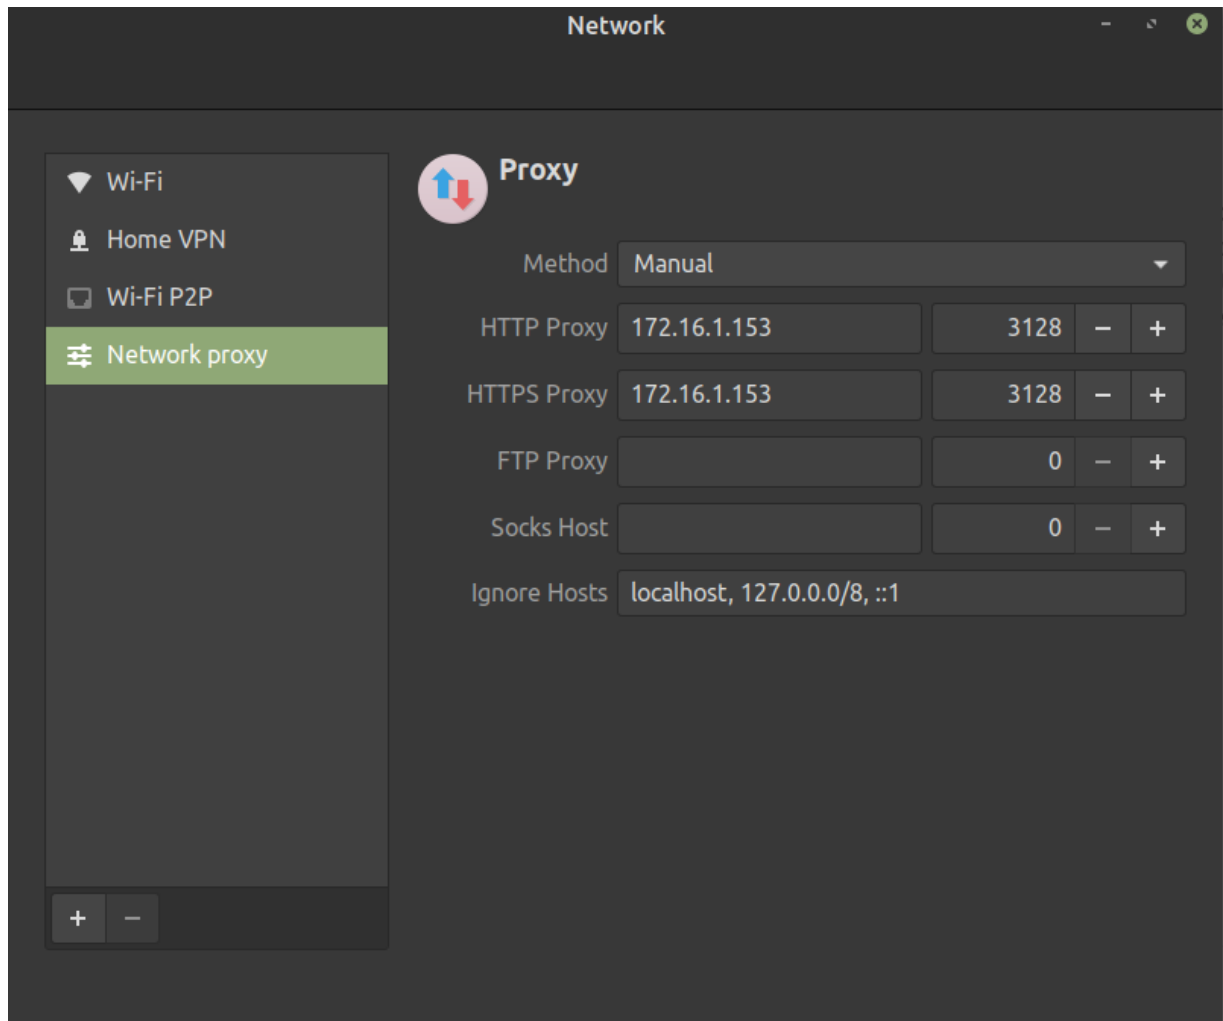 Network
Wi-Fi
Home VPN
Wi-Fi P2P
Network proxy
Proxy
Method Manual
HTTP Proxy 172.16.1.153 3128 − +
HTTPS Proxy 172.16.1.153 3128 − +
FTP Proxy 0 − +
Socks Host 0 − +
Ignore Hosts localhost, 127.0.0.0/8, ::1
+ −